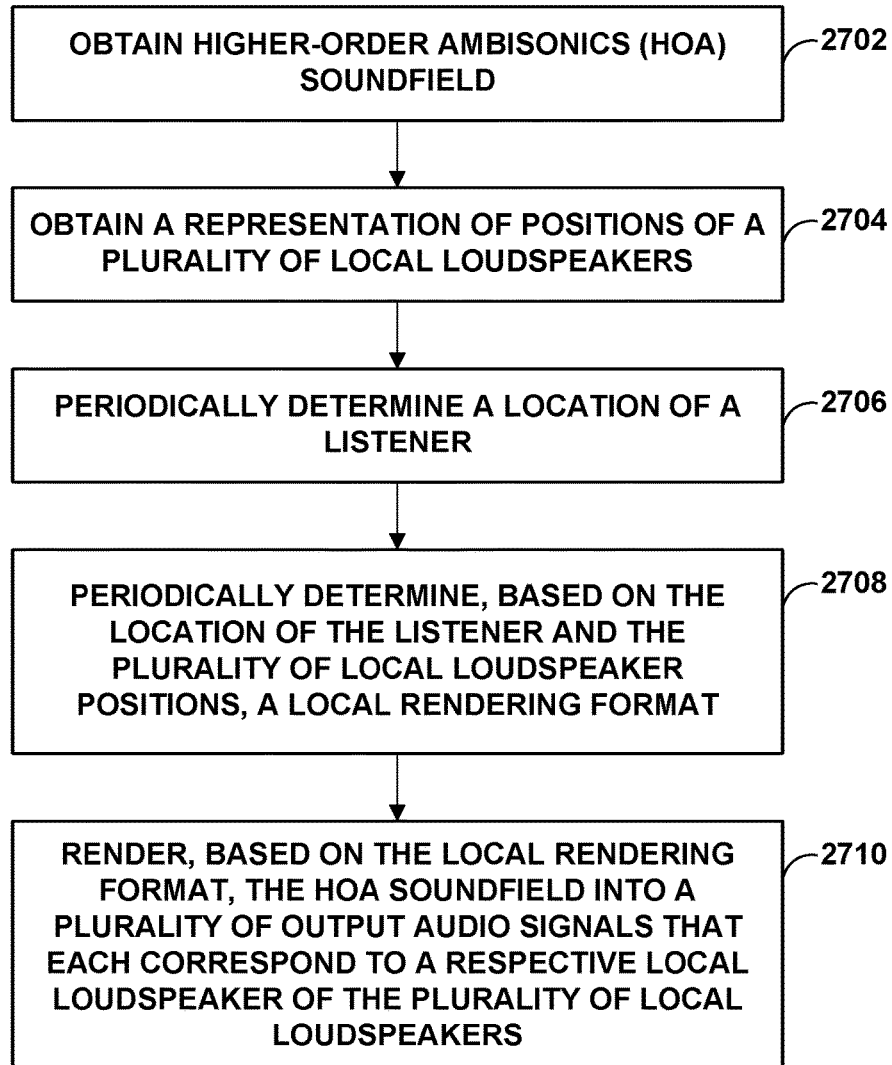 OBTAIN HIGHER-ORDER AMBISONICS (HOA)
SOUNDFIELD
2702
OBTAIN A REPRESENTATION OF POSITIONS OF A
PLURALITY OF LOCAL LOUDSPEAKERS
2704
PERIODICALLY DETERMINE A LOCATION OF A
LISTENER
2706
PERIODICALLY DETERMINE, BASED ON THE
LOCATION OF THE LISTENER AND THE
PLURALITY OF LOCAL LOUDSPEAKER
POSITIONS, A LOCAL RENDERING FORMAT
2708
RENDER, BASED ON THE LOCAL RENDERING
FORMAT, THE HOA SOUNDFIELD INTO A
PLURALITY OF OUTPUT AUDIO SIGNALS THAT
EACH CORRESPOND TO A RESPECTIVE LOCAL
LOUDSPEAKER OF THE PLURALITY OF LOCAL
LOUDSPEAKERS
2710